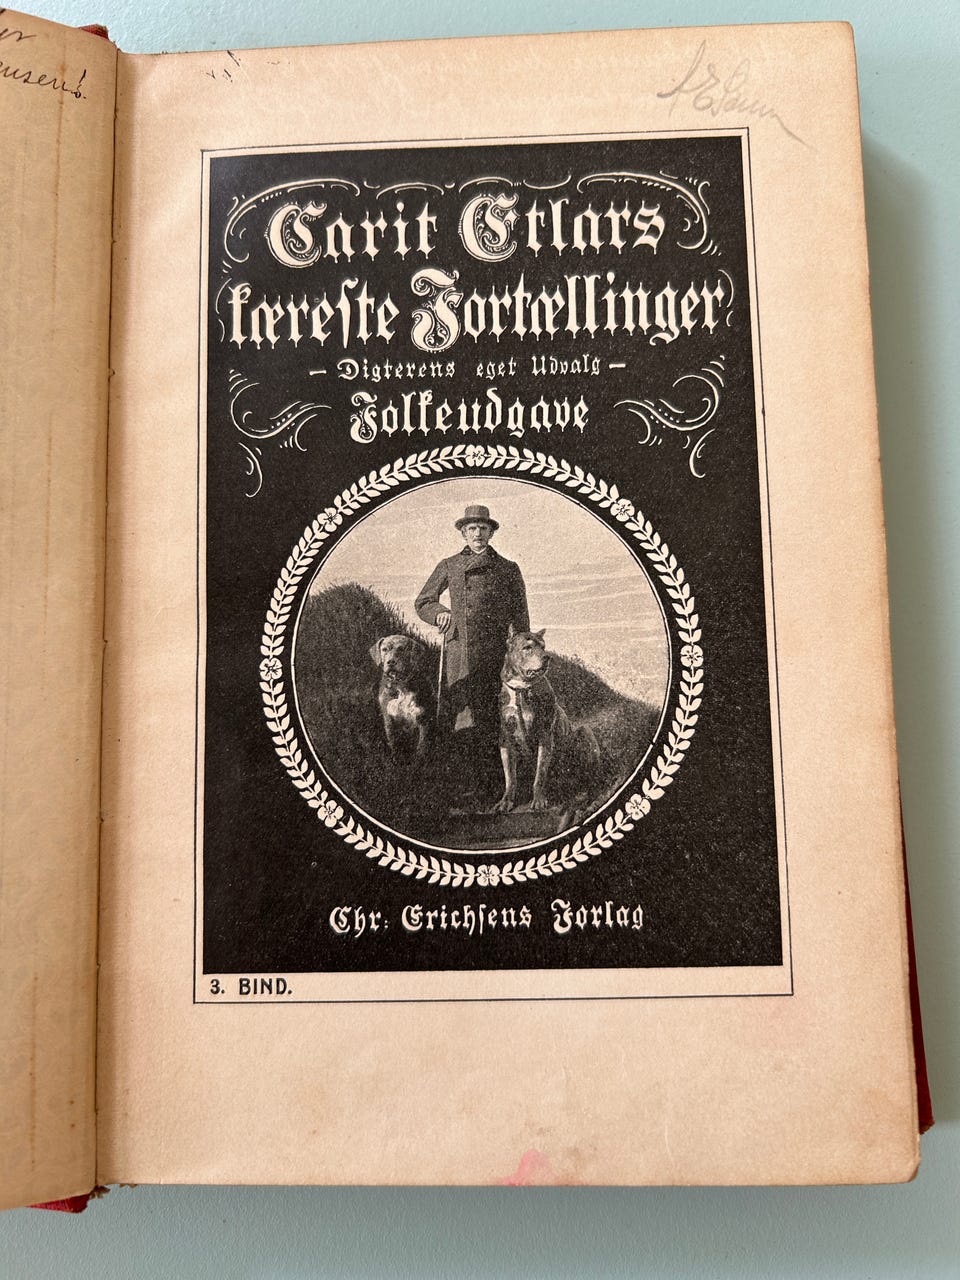 Carit Etlars
kæreſte Fortællinger
– Digterens eget Udvalg –
Folkeudgave
Chr. Erichſens Forlag
3. BIND.